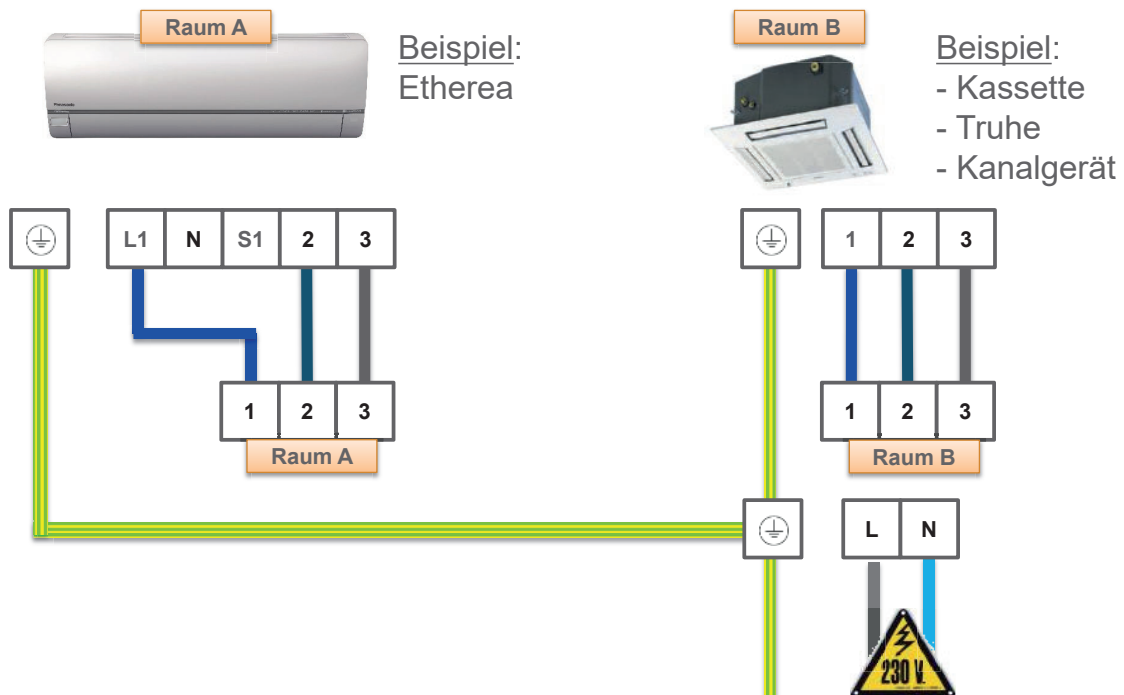 Raum A
Beispiel:
Etherea
Panasonic
Raum B
Beispiel:
- Kassette
- Truhe
- Kanalgerät
L1 N S1 2 3
1 2 3
1 2 3
Raum A
1 2 3
Raum B
L N
230 V.